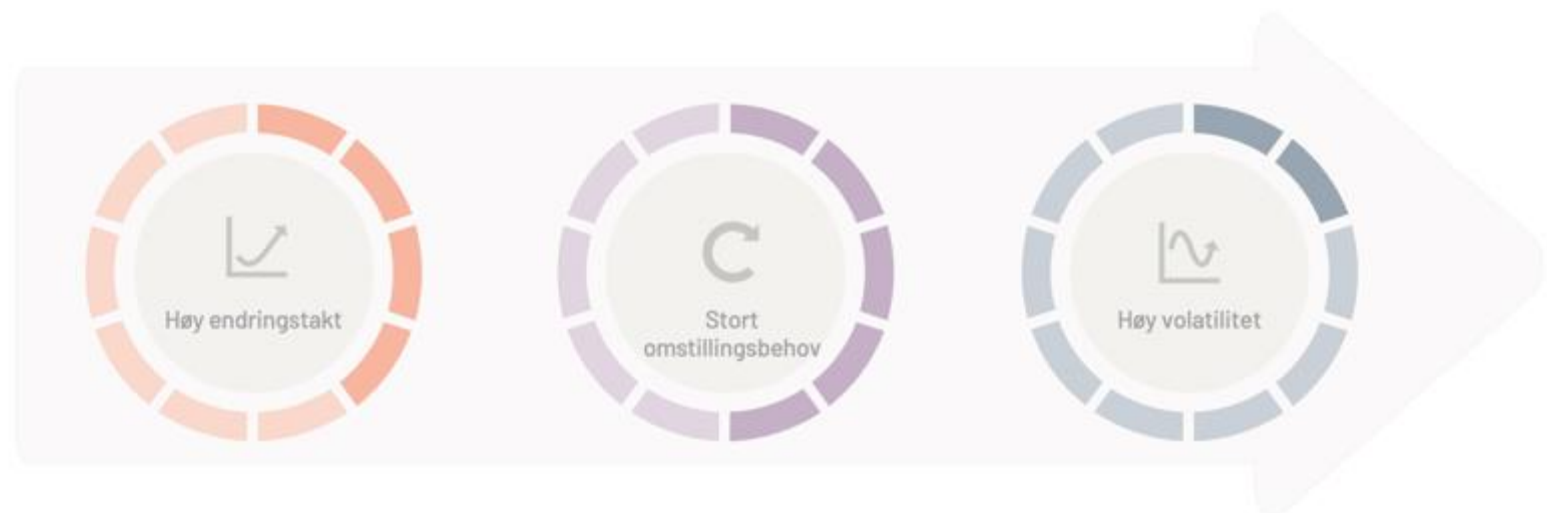 Høy endringstakt
Stort
omstillingsbehov
Høy volatilitet